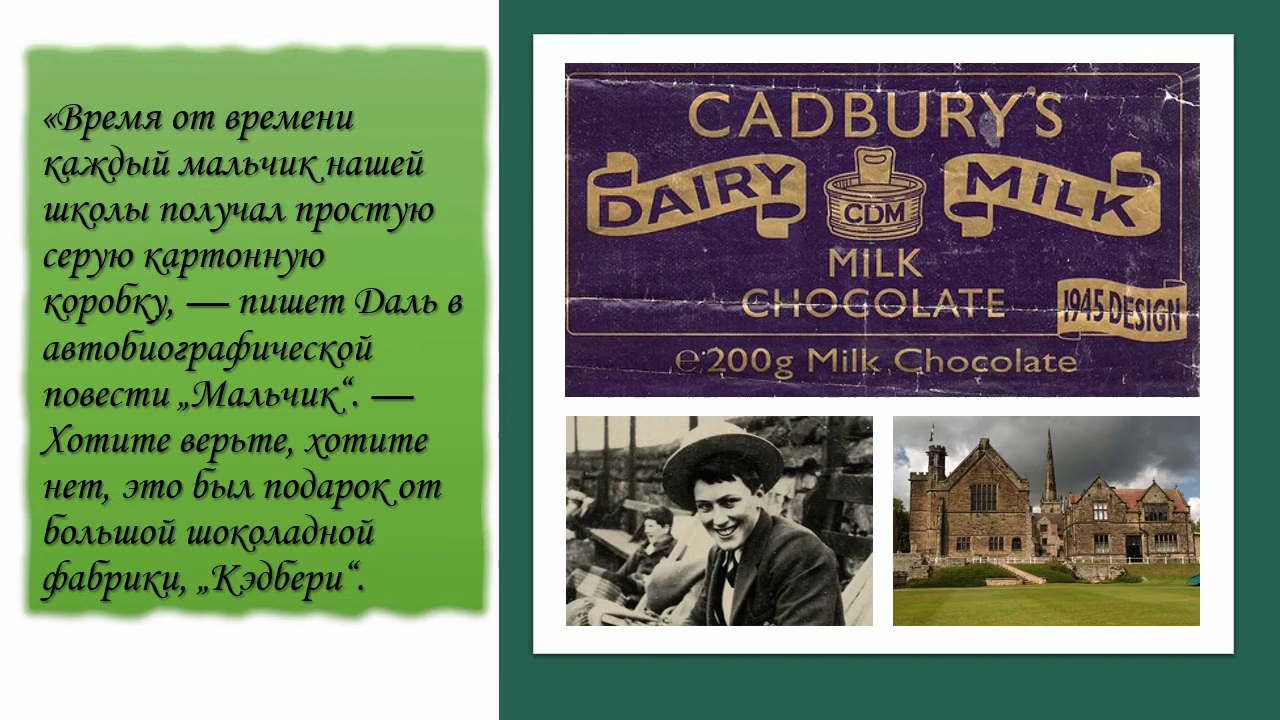 «Время от времени
каждый мальчик нашей
школы получал простую
серую картонную
коробку, — пишет Даль в
автобиографической
повести „Мальчик“. —
Хотите верьте, хотите
нет, это был подарок от
большой шоколадной
фабрики, „Кэдбери“.
CADBURY'S
DAIRY CDM MILK
MILK
CHOCOLATE
1945 DESIGN
℮ 200g Milk Chocolate